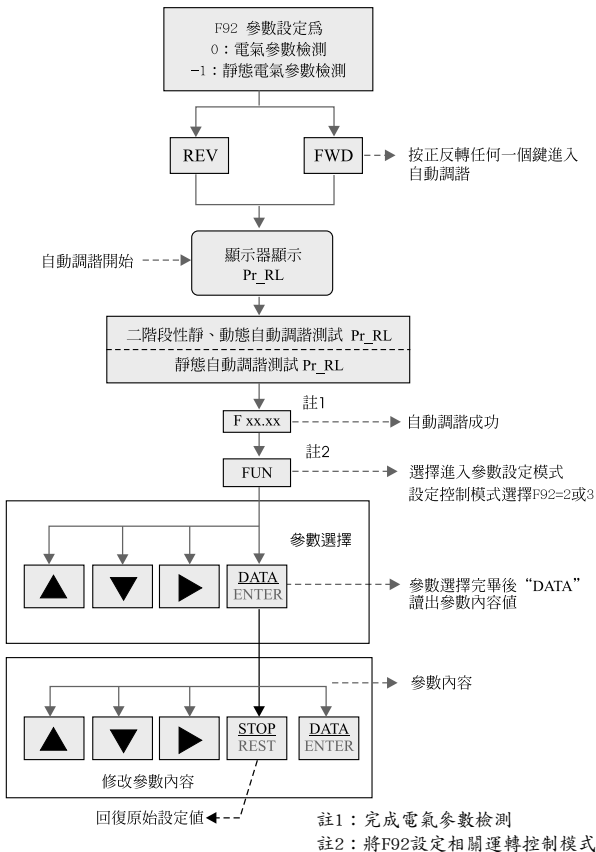 F92 參數設定爲
0：電氣參數檢測
-1：靜態電氣參數檢測
REV
FWD
按正反轉任何一個鍵進入
自動調諧
自動調諧開始
顯示器顯示
Pr_RL
二階段性靜、動態自動調諧測試 Pr_RL
靜態自動調諧測試 Pr_RL
註1
F xx.xx
自動調諧成功
註2
FUN
選擇進入參數設定模式
設定控制模式選擇F92=2或3
參數選擇
DATA
ENTER
參數選擇完畢後“DATA”
讀出參數內容值
參數內容
STOP
REST
DATA
ENTER
修改參數內容
回復原始設定値
註1：完成電氣參數檢測
註2：將F92設定相關運轉控制模式